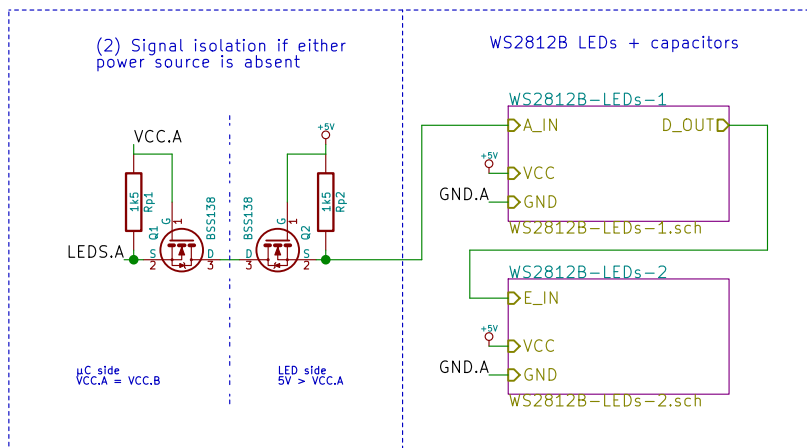 (2) Signal isolation if either
power source is absent
VCC.A
+5V
1k5
Rp1
G
1
BSS138
Q1
LEDS.A
S
2
D
3
BSS138
G
1
1k5
Rp2
Q2
D
3
S
2
µC side
VCC.A = VCC.B
LED side
5V > VCC.A
WS2812B LEDs + capacitors
WS2812B-LEDs-1
A_IN
D_OUT
+5V
VCC
GND.A
GND
WS2812B-LEDs-1.sch
WS2812B-LEDs-2
E_IN
+5V
VCC
GND.A
GND
WS2812B-LEDs-2.sch